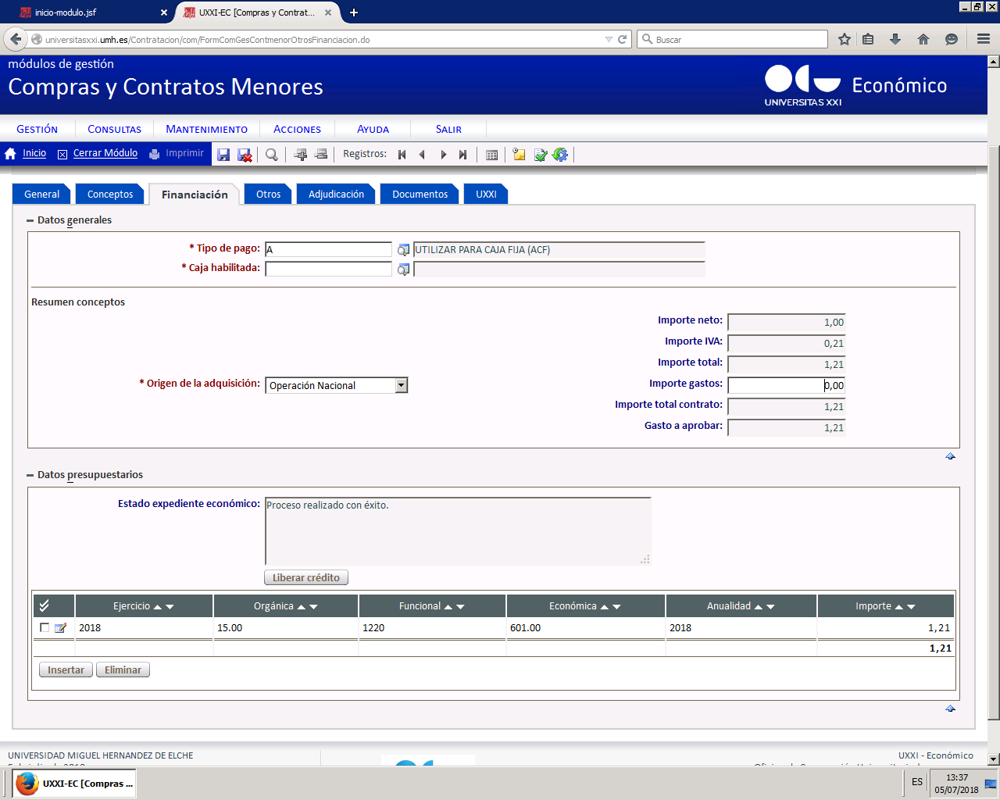 inicio-modulo.jsf
UXXI-EC [Compras y Contrat...
universitasxxi.umh.es/Contratacion/com/FormComGesContmenorOtrosFinanciacion.do
Buscar
módulos de gestión
Compras y Contratos Menores
UNIVERSITAS XXI
Económico
GESTIÓN CONSULTAS MANTENIMIENTO ACCIONES AYUDA SALIR
Inicio Cerrar Módulo Imprimir Registros:
General Conceptos Financiación Otros Adjudicación Documentos UXXI
Datos generales
* Tipo de pago: A UTILIZAR PARA CAJA FIJA (ACF)
* Caja habilitada:
Resumen conceptos
Importe neto: 1,00
Importe IVA: 0,21
Importe total: 1,21
* Origen de la adquisición: Operación Nacional Importe gastos: 0,00
Importe total contrato: 1,21
Gasto a aprobar: 1,21
Datos presupuestarios
Estado expediente económico: Proceso realizado con éxito.
Liberar crédito
Ejercicio Orgánica Funcional Económica Anualidad Importe
2018 15.00 1220 601.00 2018 1,21
1,21
Insertar Eliminar
UNIVERSIDAD MIGUEL HERNANDEZ DE ELCHE
UXXI - Económico
UXXI-EC [Compras ...
ES
13:37
05/07/2018